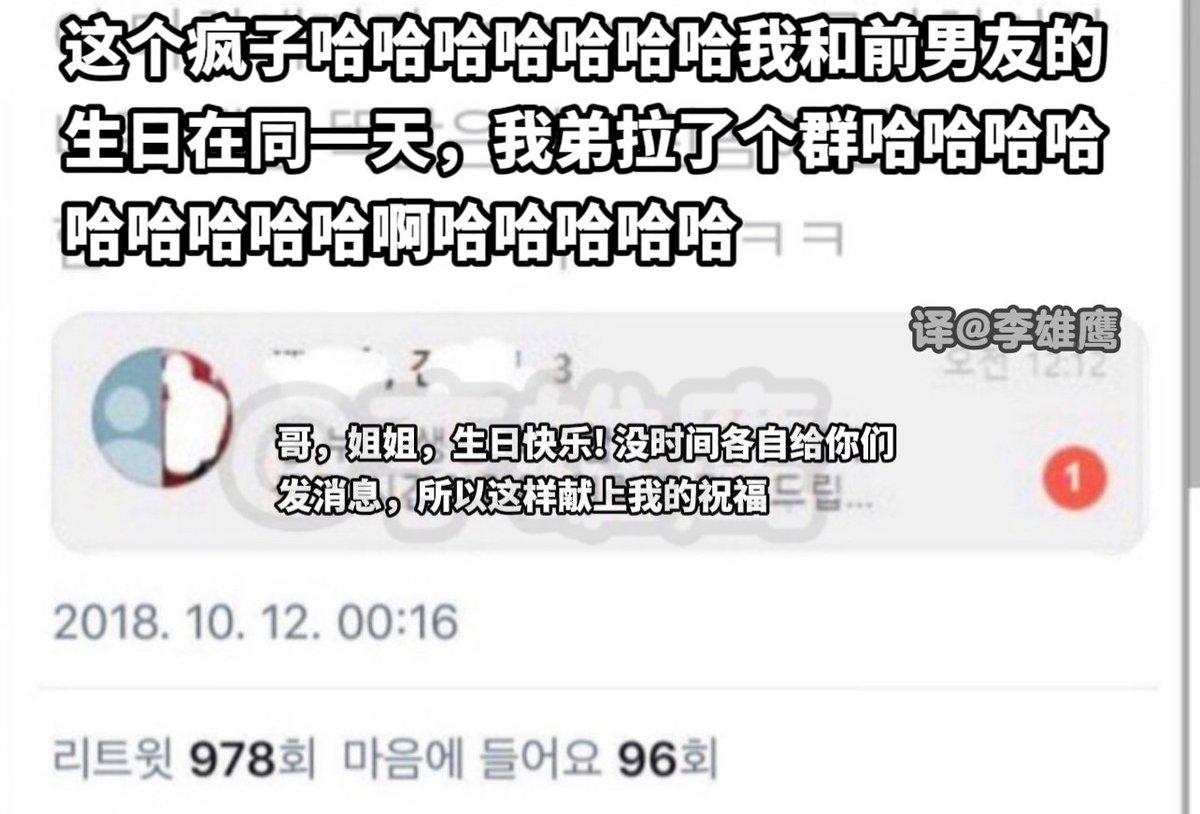 这个疯子哈哈哈哈哈哈哈我和前男友的
生日在同一天，我弟拉了个群哈哈哈哈
哈哈哈哈哈啊哈哈哈哈哈ㅋㅋ
译@李雄鹰
3
오전 12:12
哥，姐姐，生日快乐! 没时间各自给你们
发消息，所以这样献上我的祝福
드립...
1
2018. 10. 12. 00:16
리트윗 978회 마음에 들어요 96회